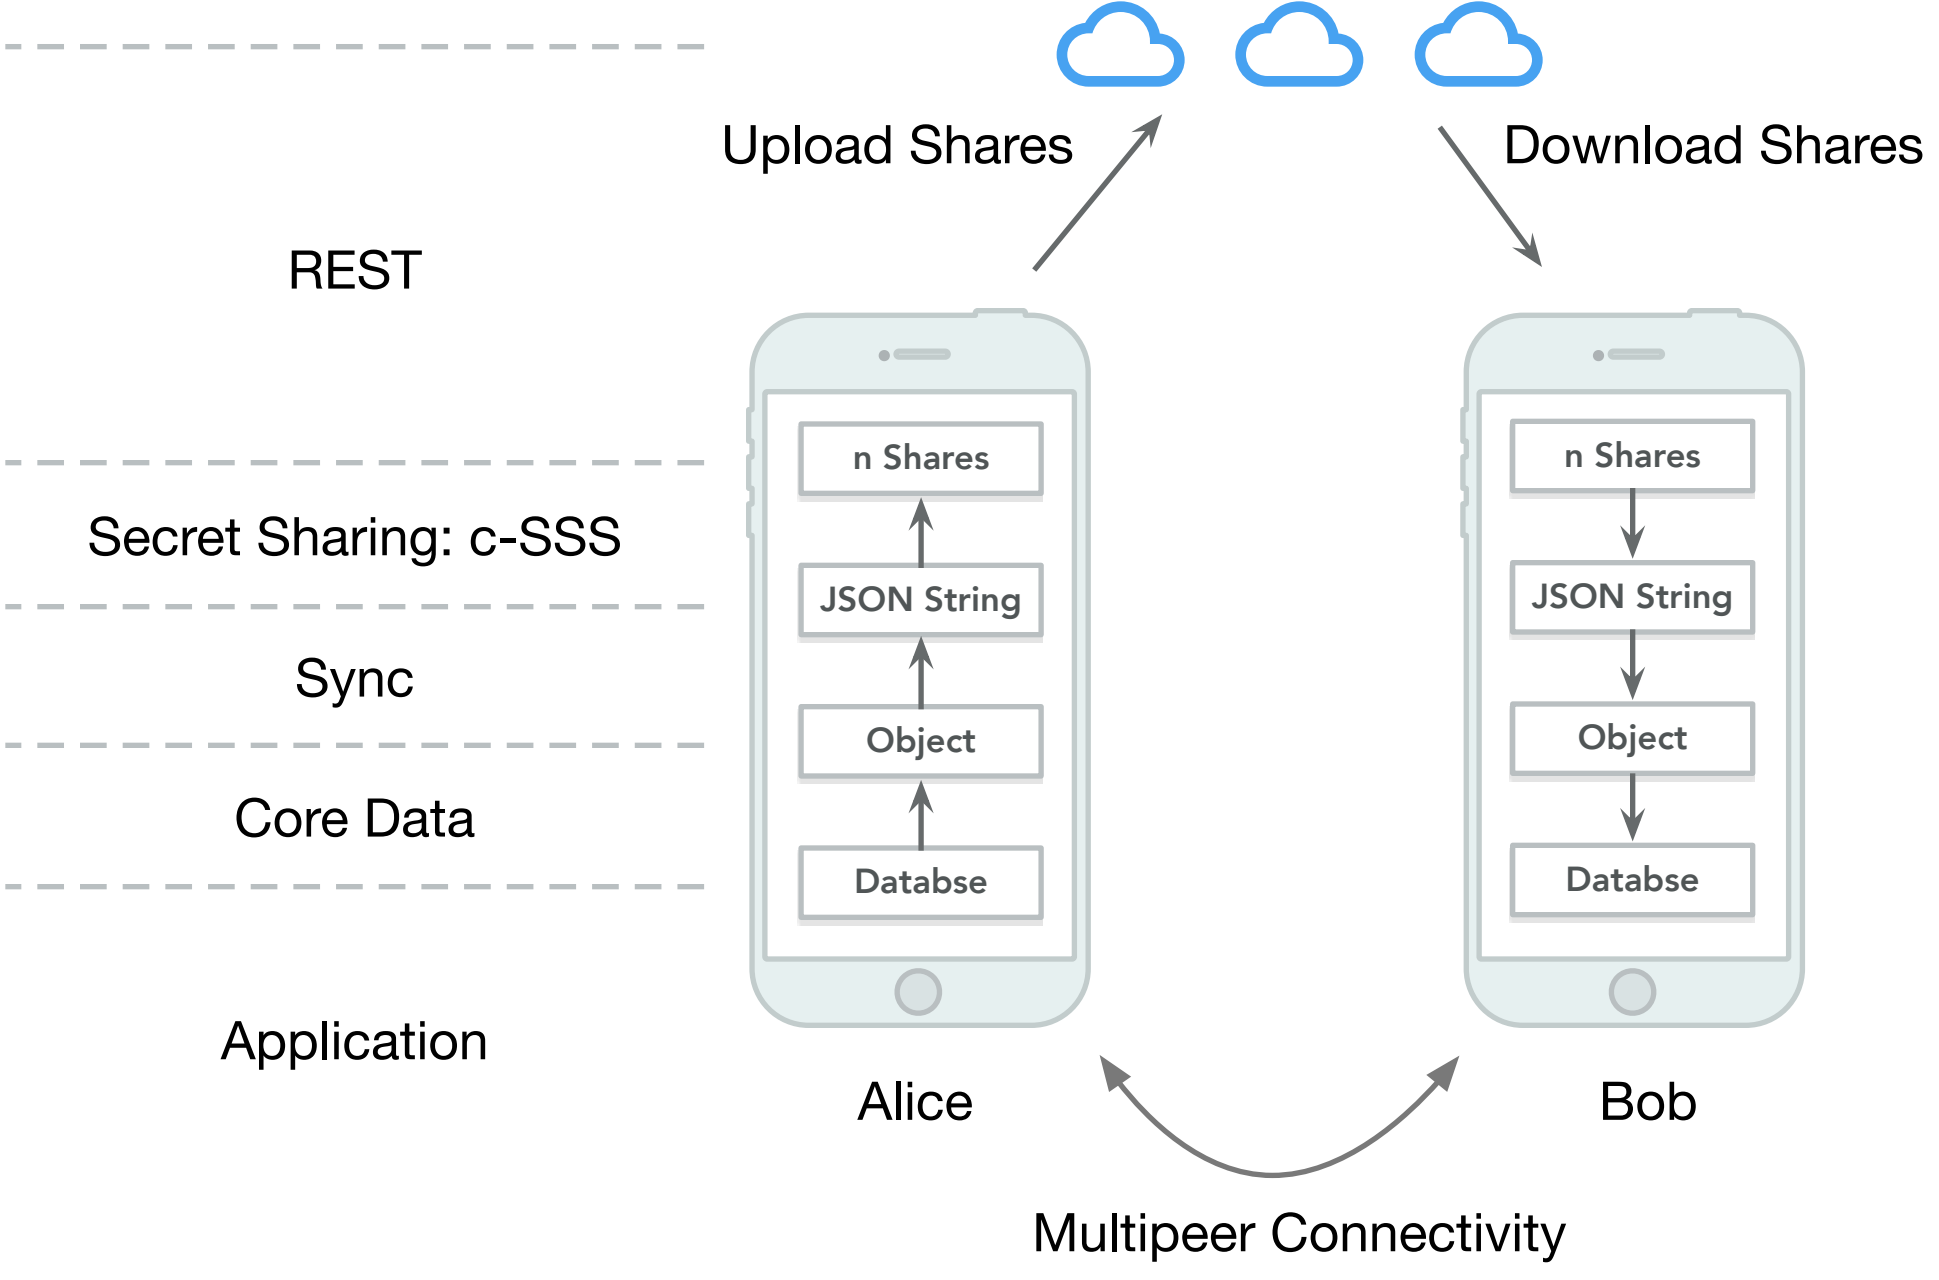 Upload Shares
Download Shares
REST
n Shares
n Shares
Secret Sharing: c-SSS
JSON String
JSON String
Sync
Object
Object
Core Data
Databse
Databse
Application
Alice
Bob
Multipeer Connectivity